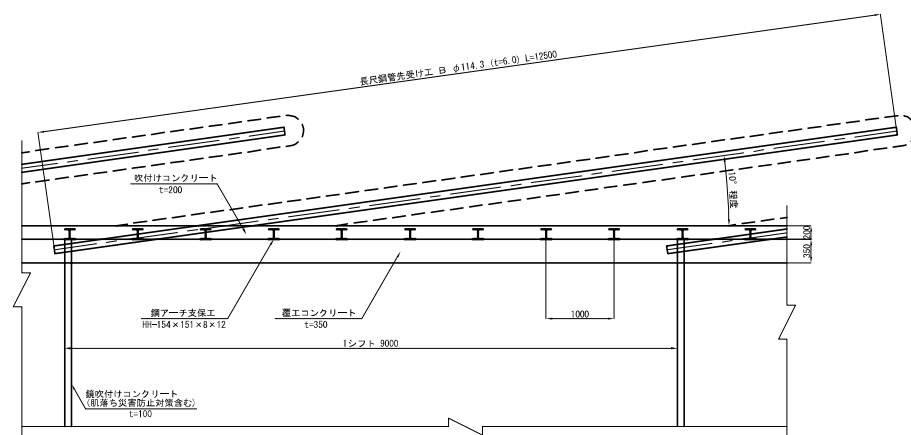 長尺鋼管先受け工 B φ114.3 (t=6.0) L=12500
吹付けコンクリート
t=200
10° 程度
200
350
鋼アーチ支保工
HH-154×151×8×12
覆工コンクリート
t=350
1000
1シフト 9000
鏡吹付けコンクリート
(肌落ち災害防止対策含む)
t=100